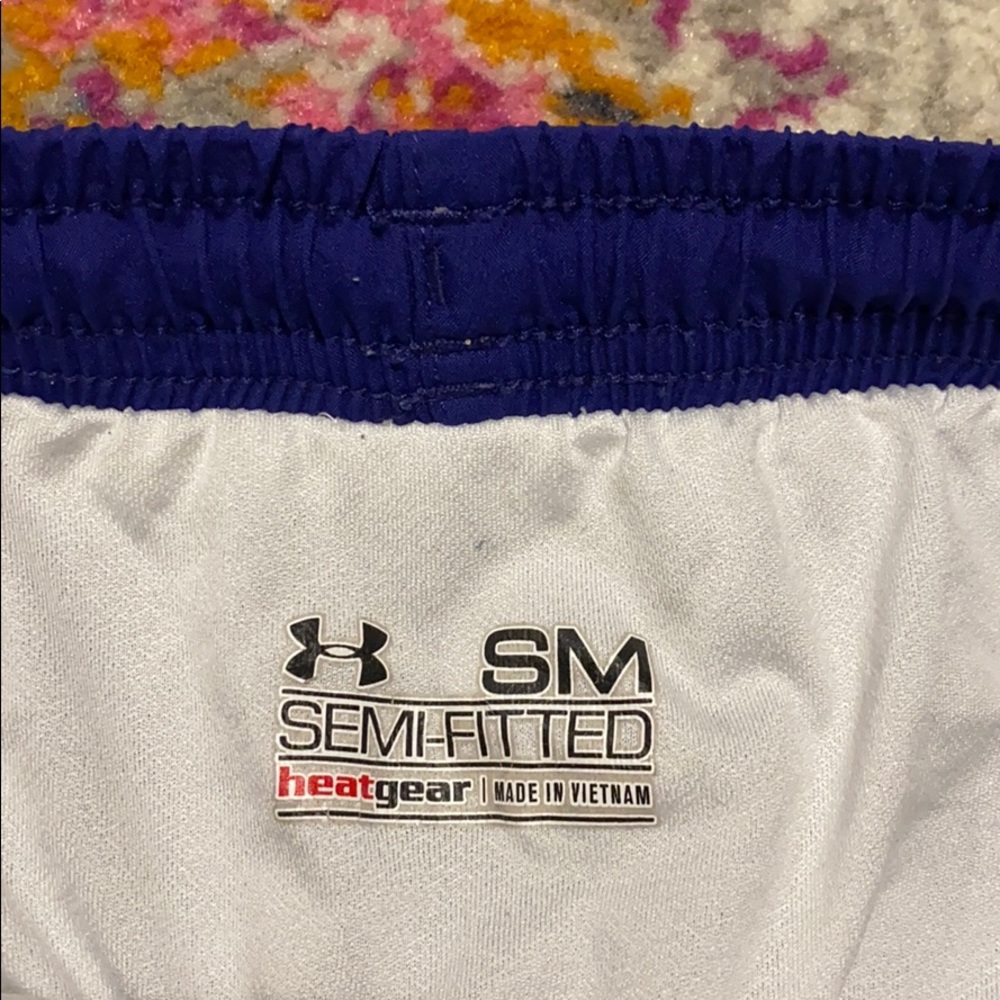 SM
SEMI-FITTED
heatgear | MADE IN VIETNAM